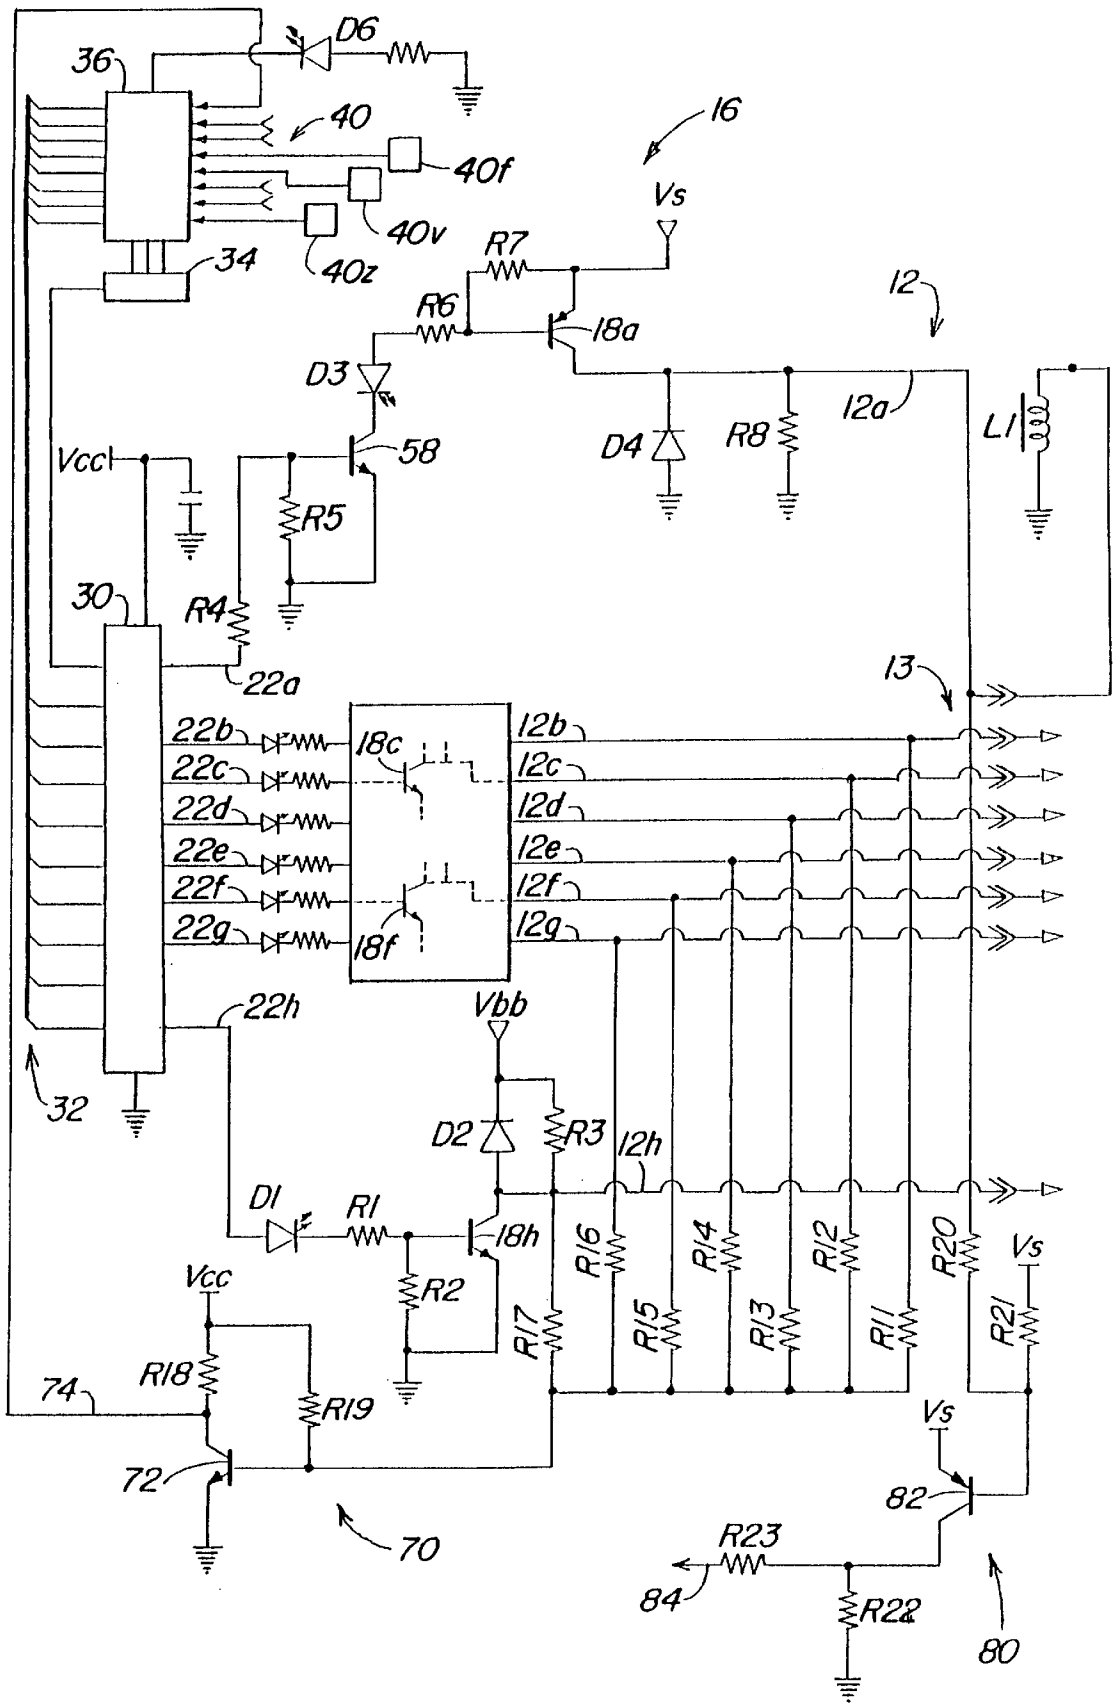 D6
36
40
16
40f
Vs
40v
R7
34
40z
12
R6
18a
D3
12a
L1
58
D4
R8
Vcc
R5
30
R4
13
22a
22b
18c
12b
22c
12c
22d
12d
22e
12e
22f
12f
22g
18f
12g
22h
Vbb
32
D2
R3
12h
D1
R1
18h
R16
R14
R12
R20
Vs
Vcc
R2
R17
R15
R13
R11
R21
R18
74
R19
Vs
72
82
70
R23
84
R22
80